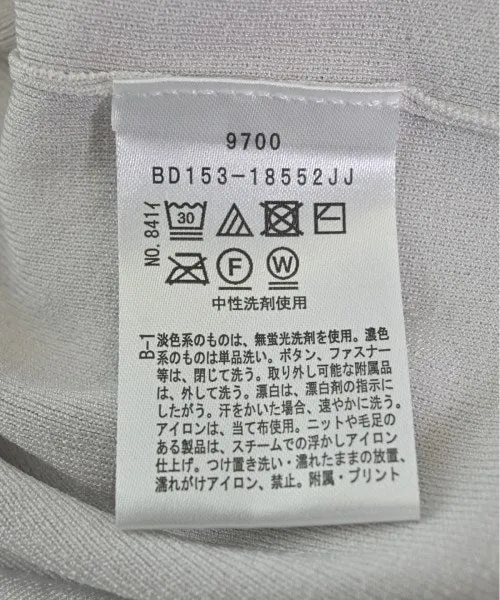 9700
BD153-18552JJ
NO.841イ
30
F W
中性洗剤使用
B-1
淡色系のものは、無蛍光洗剤を使用。濃色
系のものは単品洗い。ボタン、ファスナー
等は、閉じて洗う。取り外し可能な附属品
は、外して洗う。漂白は、漂白剤の指示に
したがう。汗をかいた場合、速やかに洗う。
アイロンは、当て布使用。ニットや毛足の
ある製品は、スチームでの浮かしアイロン
仕上げ。つけ置き洗い・濡れたままの放置、
濡れがけアイロン、禁止。附属・プリント